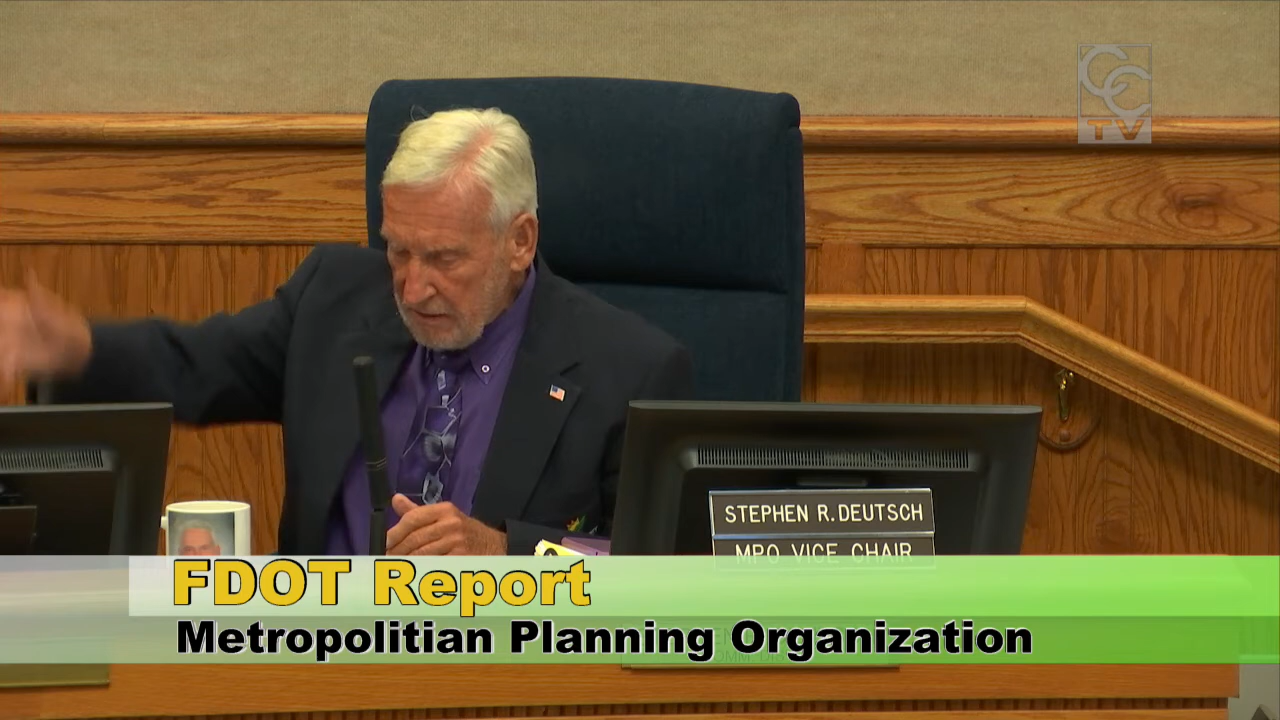 CC
TV
STEPHEN R. DEUTSCH
MPO VICE CHAIR
FDOT Report
Metropolitian Planning Organization